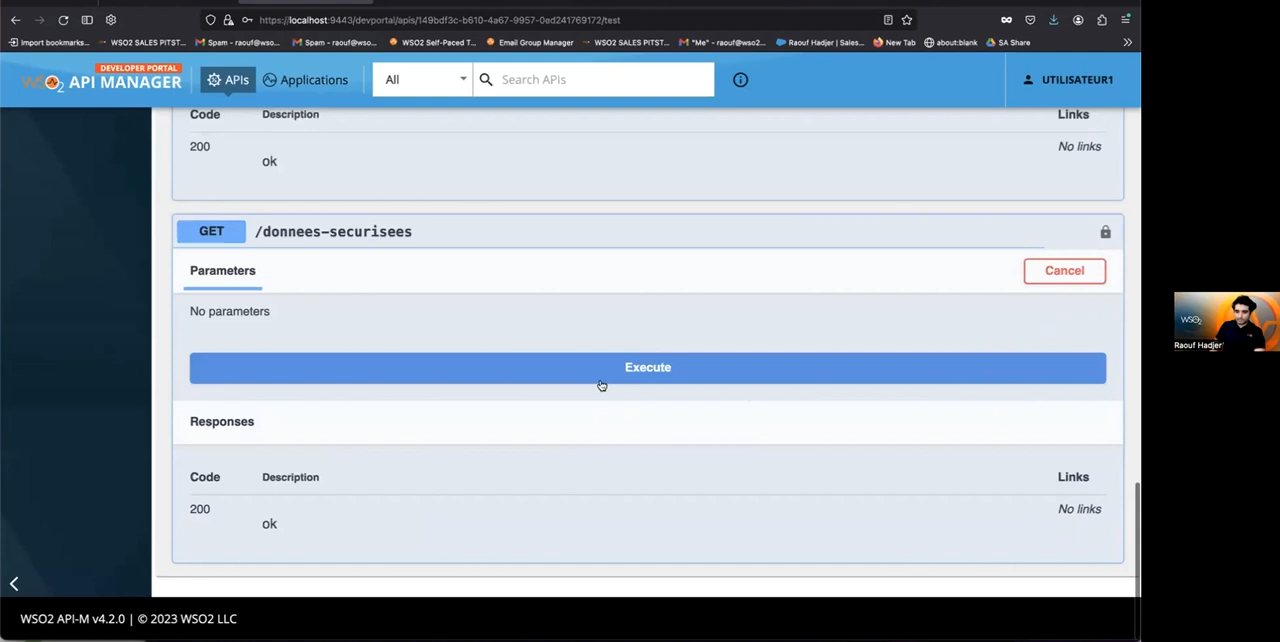 https://localhost:9443/devportal/apis/149bdf3c-b610-4a67-9957-0ed241769172/test
Import bookmarks... WSO2 SALES PITST... Spam - raouf@wso... Spam - raouf@wso... WSO2 Self-Paced T... Email Group Manager WSO2 SALES PITST... "Me" - raouf@wso2... Raouf Hadjer | Sales... New Tab about:blank SA Share
DEVELOPER PORTAL
WSO2 API MANAGER
APIs
Applications
All
Search APIs
UTILISATEUR1
Code Description Links
200 No links
ok
GET /donnees-securisees
Parameters Cancel
No parameters
Execute
Responses
Code Description Links
200 No links
ok
WSO2
Raouf Hadjer
WSO2 API-M v4.2.0 | © 2023 WSO2 LLC